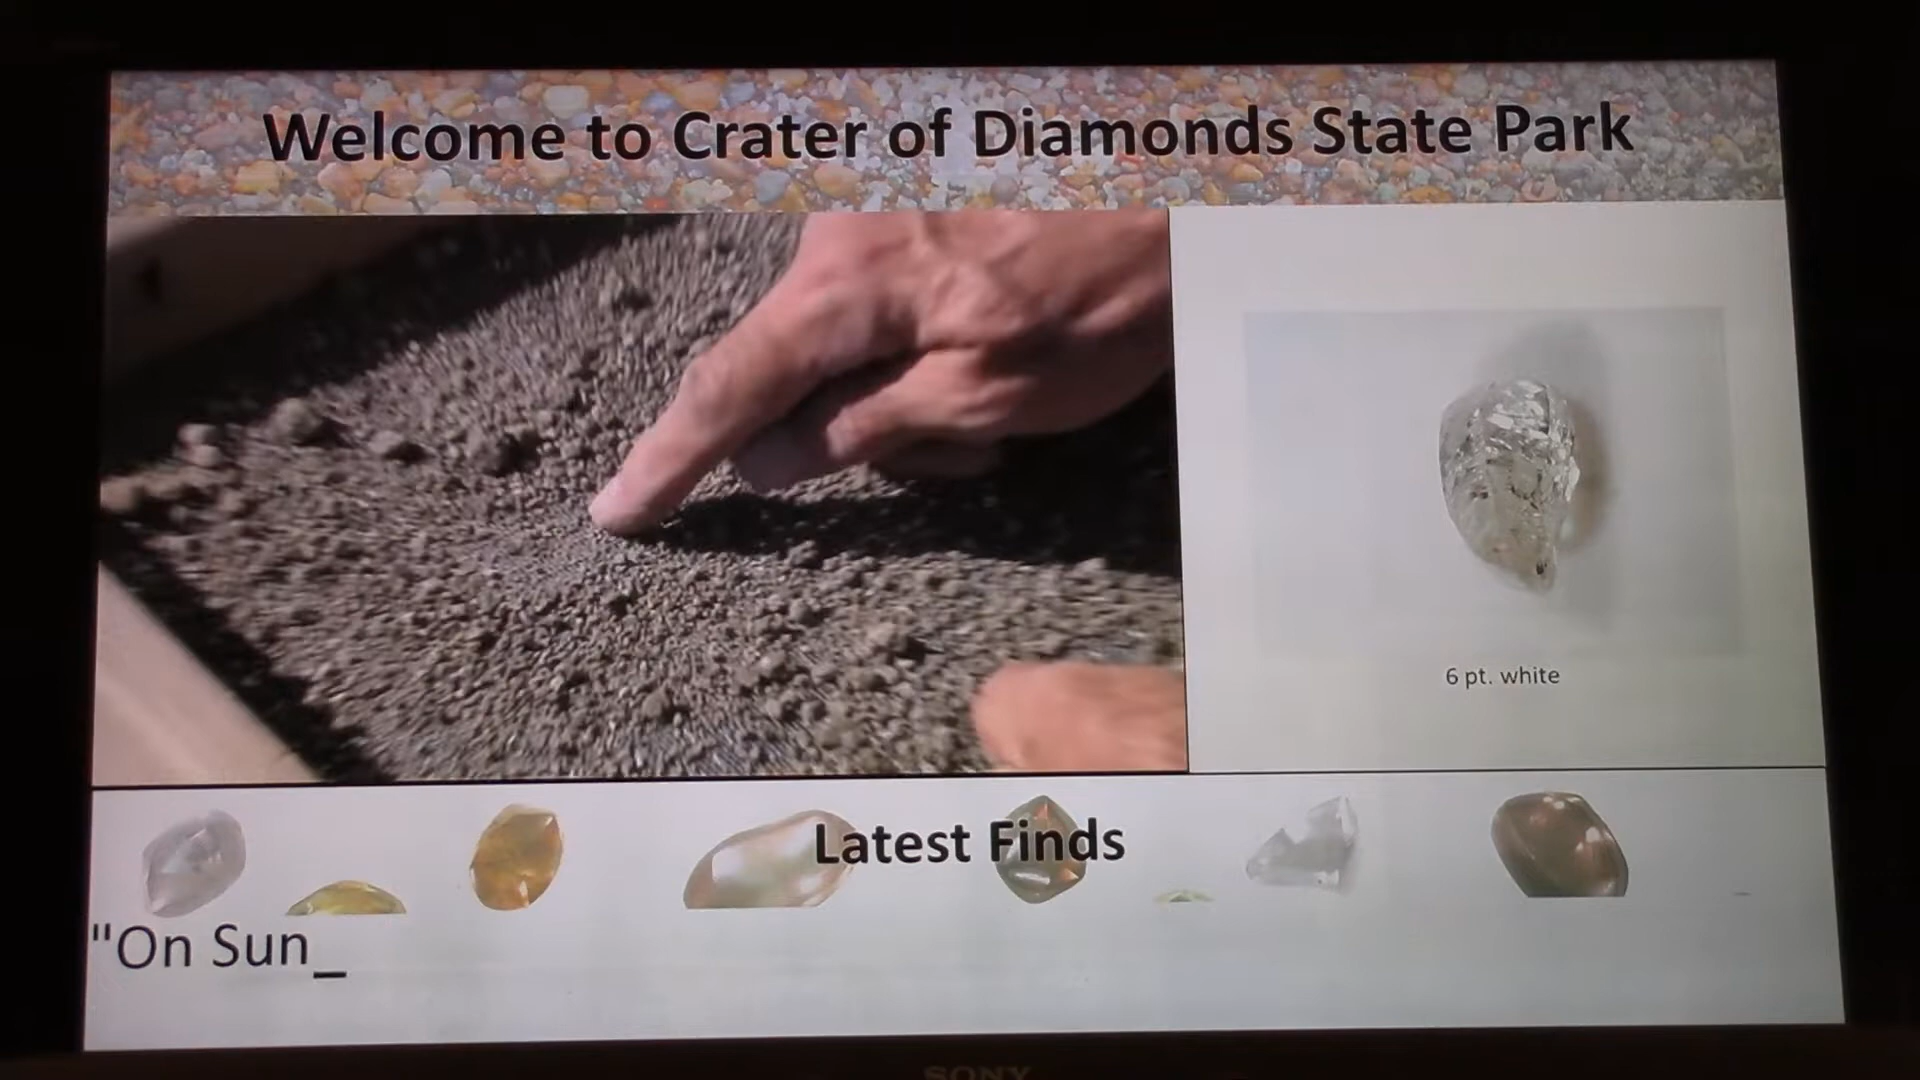 Welcome to Crater of Diamonds State Park
6 pt. white
Latest Finds
"On Sun_
SONY